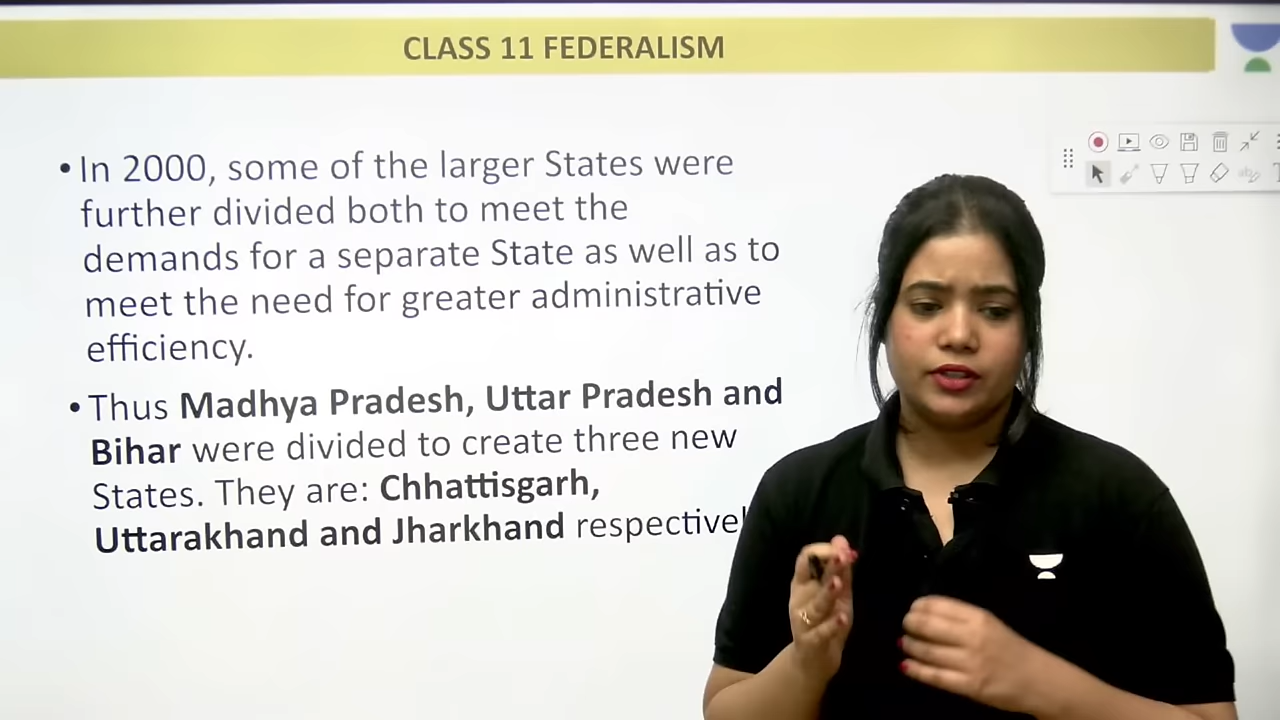 CLASS 11 FEDERALISM
• In 2000, some of the larger States were
further divided both to meet the
demands for a separate State as well as to
meet the need for greater administrative
efficiency.
• Thus Madhya Pradesh, Uttar Pradesh and
Bihar were divided to create three new
States. They are: Chhattisgarh,
Uttarakhand and Jharkhand respectivel